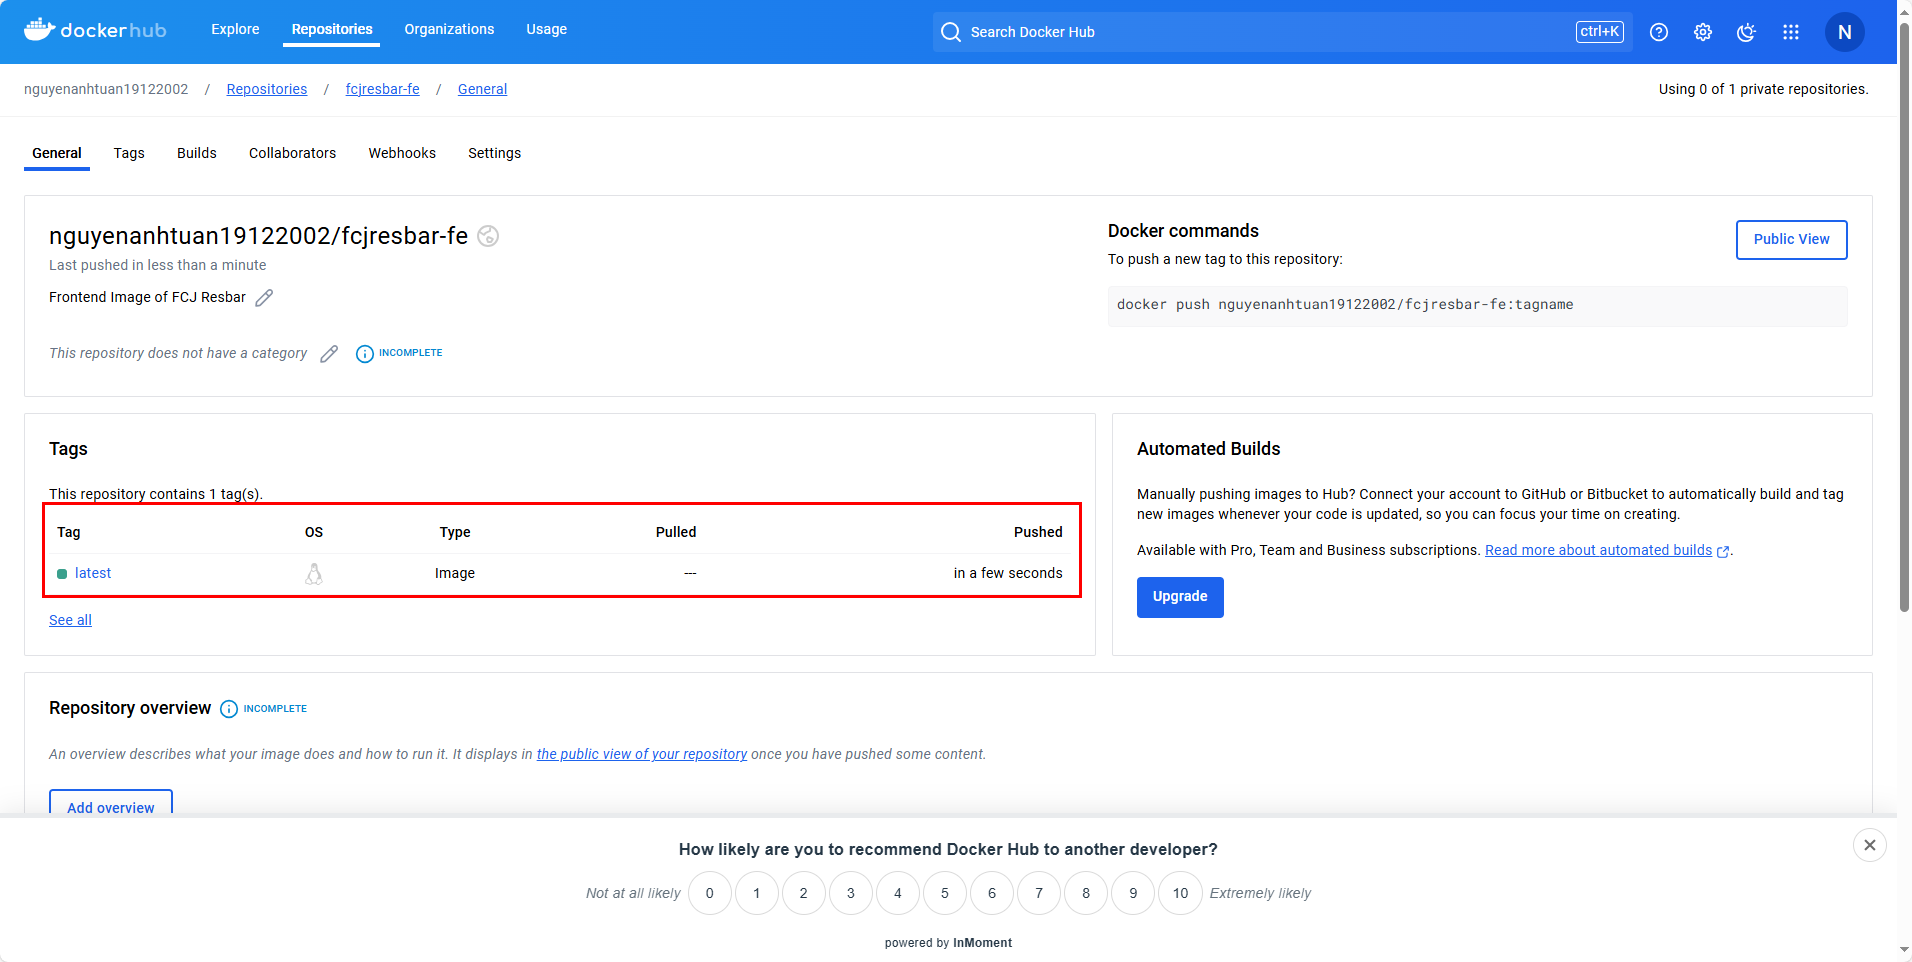 dockerhub Explore Repositories Organizations Usage Search Docker Hub ctrl+K N
nguyenanhtuan19122002 / Repositories / fcjresbar-fe / General Using 0 of 1 private repositories.
General Tags Builds Collaborators Webhooks Settings
nguyenanhtuan19122002/fcjresbar-fe
Last pushed in less than a minute
Frontend Image of FCJ Resbar
This repository does not have a category INCOMPLETE
Docker commands
Public View
To push a new tag to this repository:
docker push nguyenanhtuan19122002/fcjresbar-fe:tagname
Tags
This repository contains 1 tag(s).
Tag OS Type Pulled Pushed
latest Image --- in a few seconds
See all
Automated Builds
Manually pushing images to Hub? Connect your account to GitHub or Bitbucket to automatically build and tag
new images whenever your code is updated, so you can focus your time on creating.
Available with Pro, Team and Business subscriptions. Read more about automated builds.
Upgrade
Repository overview INCOMPLETE
An overview describes what your image does and how to run it. It displays in the public view of your repository once you have pushed some content.
Add overview
How likely are you to recommend Docker Hub to another developer?
Not at all likely 0 1 2 3 4 5 6 7 8 9 10 Extremely likely
powered by InMoment